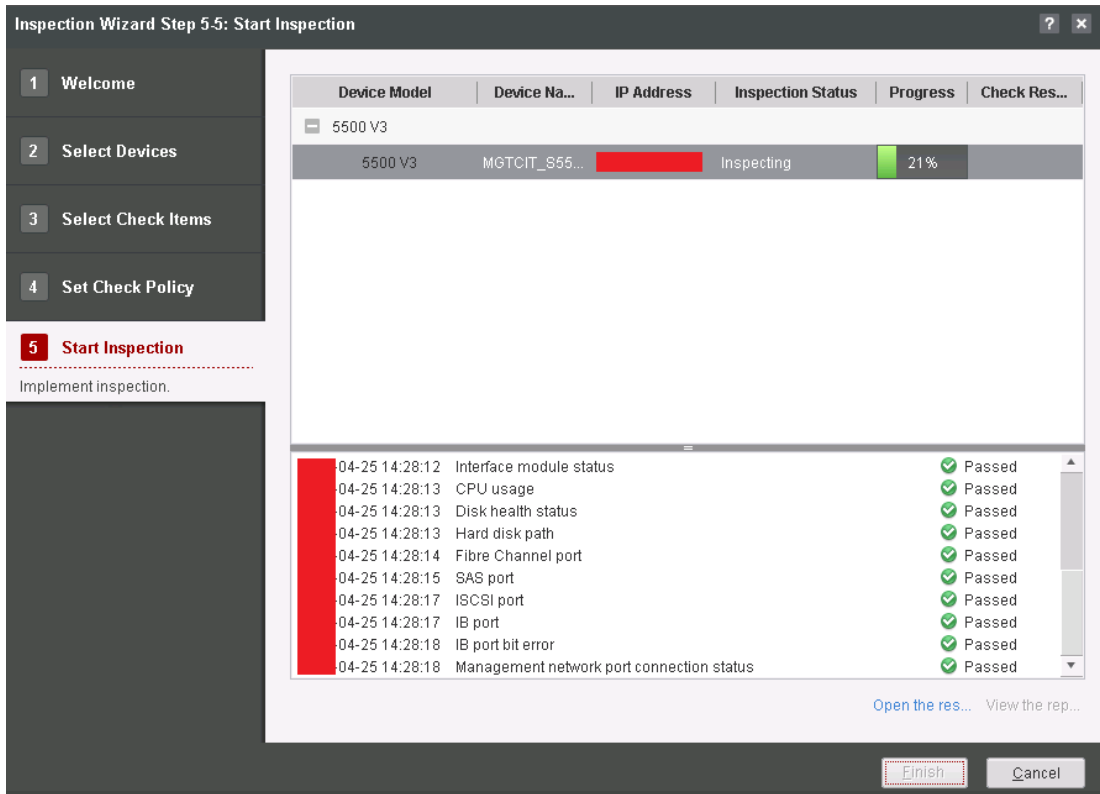 Inspection Wizard Step 5-5: Start Inspection
? ×
1 Welcome
2 Select Devices
3 Select Check Items
4 Set Check Policy
5 Start Inspection
Implement inspection.
Device Model Device Na... IP Address Inspection Status Progress Check Res...
5500 V3
5500 V3 MGTCIT_S55... Inspecting 21%
-04-25 14:28:12 Interface module status Passed
-04-25 14:28:13 CPU usage Passed
-04-25 14:28:13 Disk health status Passed
-04-25 14:28:13 Hard disk path Passed
-04-25 14:28:14 Fibre Channel port Passed
-04-25 14:28:15 SAS port Passed
-04-25 14:28:17 ISCSI port Passed
-04-25 14:28:17 IB port Passed
-04-25 14:28:18 IB port bit error Passed
-04-25 14:28:18 Management network port connection status Passed
Open the res... View the rep...
Finish Cancel